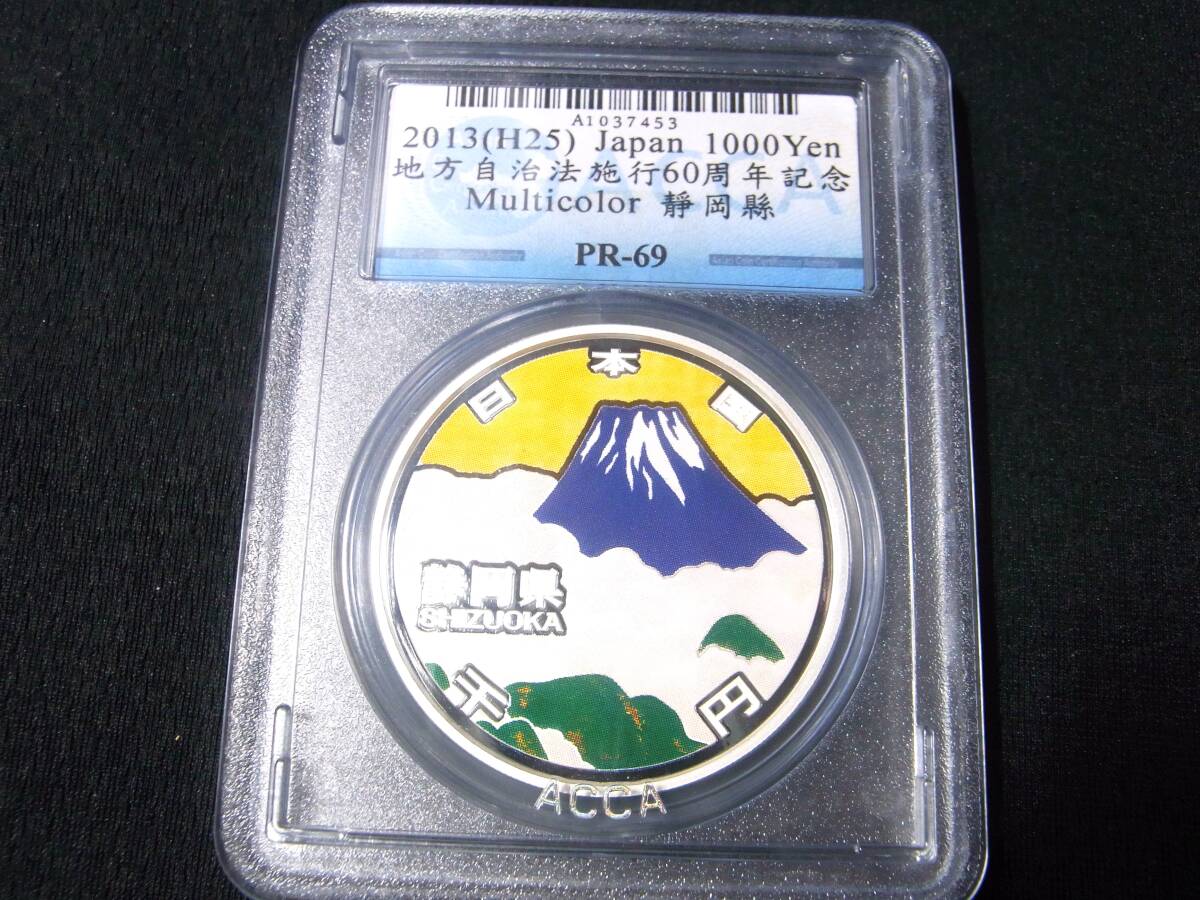 A1037453
2013(H25) Japan 1000Yen
地方自治法施行60周年記念
Multicolor 靜岡縣
PR-69
日本国
静岡県
SHIZUOKA
千円
ACCA